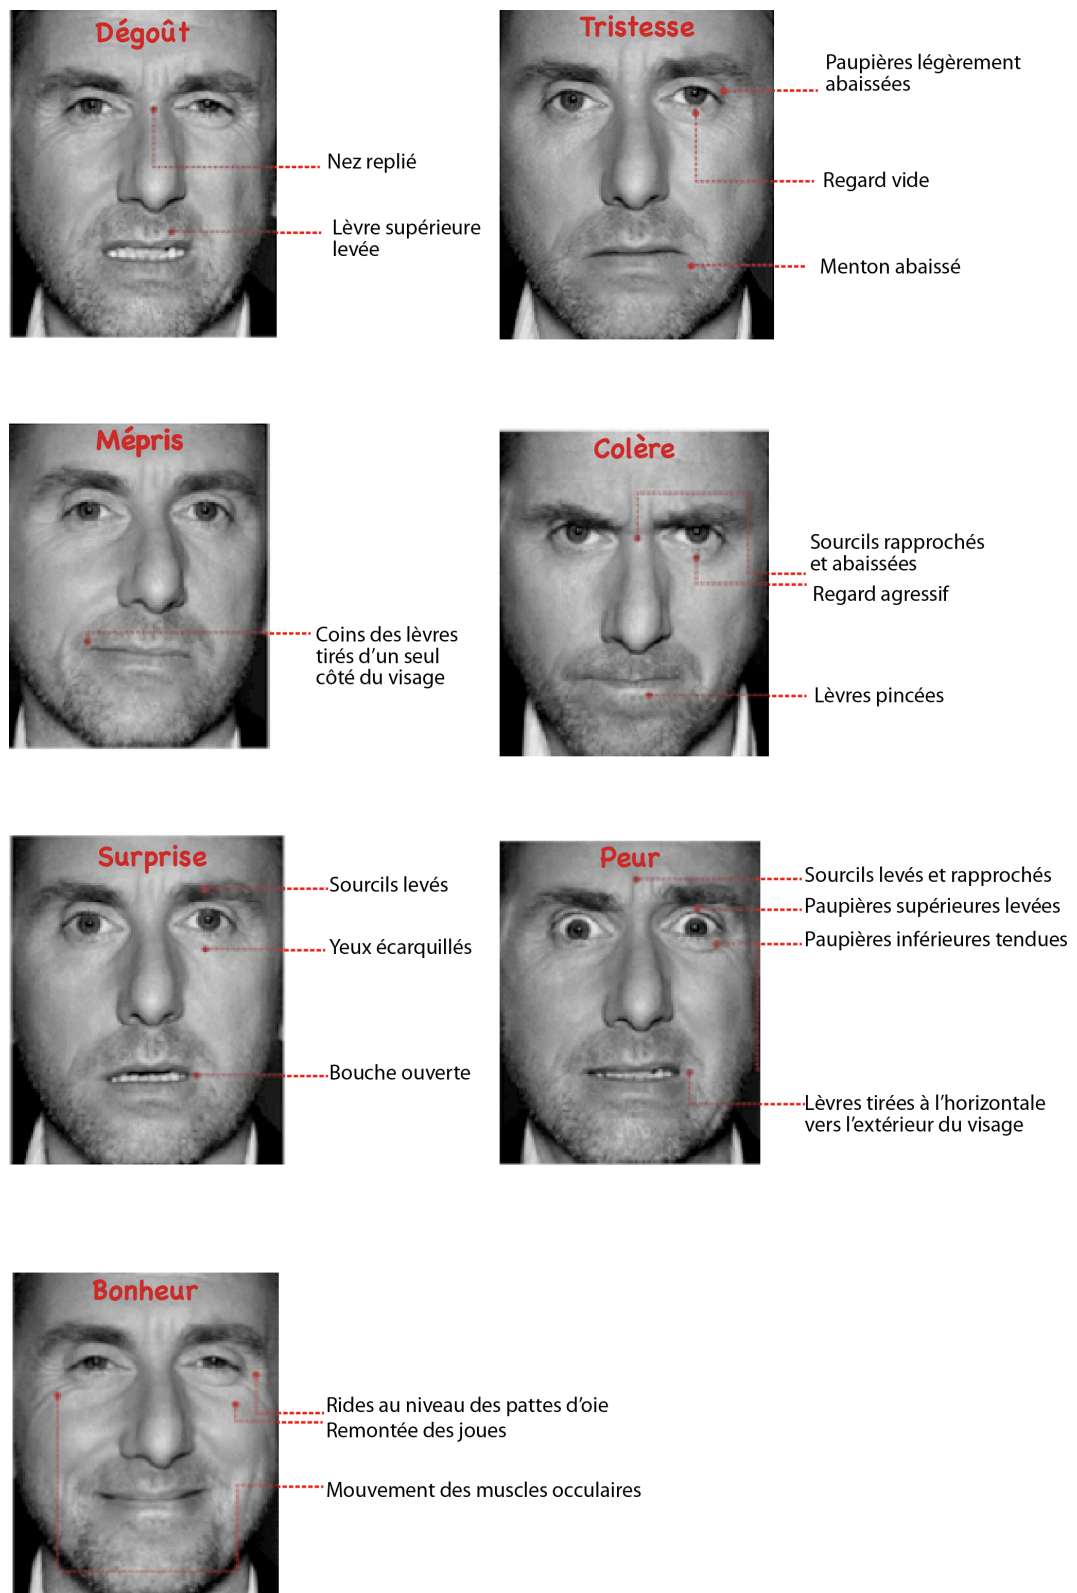 Dégoût
Nez replié
Lèvre supérieure
levée
Tristesse
Paupières légèrement
abaissées
Regard vide
Menton abaissé
Mépris
Coins des lèvres
tirés d'un seul
côté du visage
Colère
Sourcils rapprochés
et abaissées
Regard agressif
Lèvres pincées
Surprise
Sourcils levés
Yeux écarquillés
Bouche ouverte
Peur
Sourcils levés et rapprochés
Paupières supérieures levées
Paupières inférieures tendues
Lèvres tirées à l'horizontale
vers l'extérieur du visage
Bonheur
Rides au niveau des pattes d'oie
Remontée des joues
Mouvement des muscles occulaires